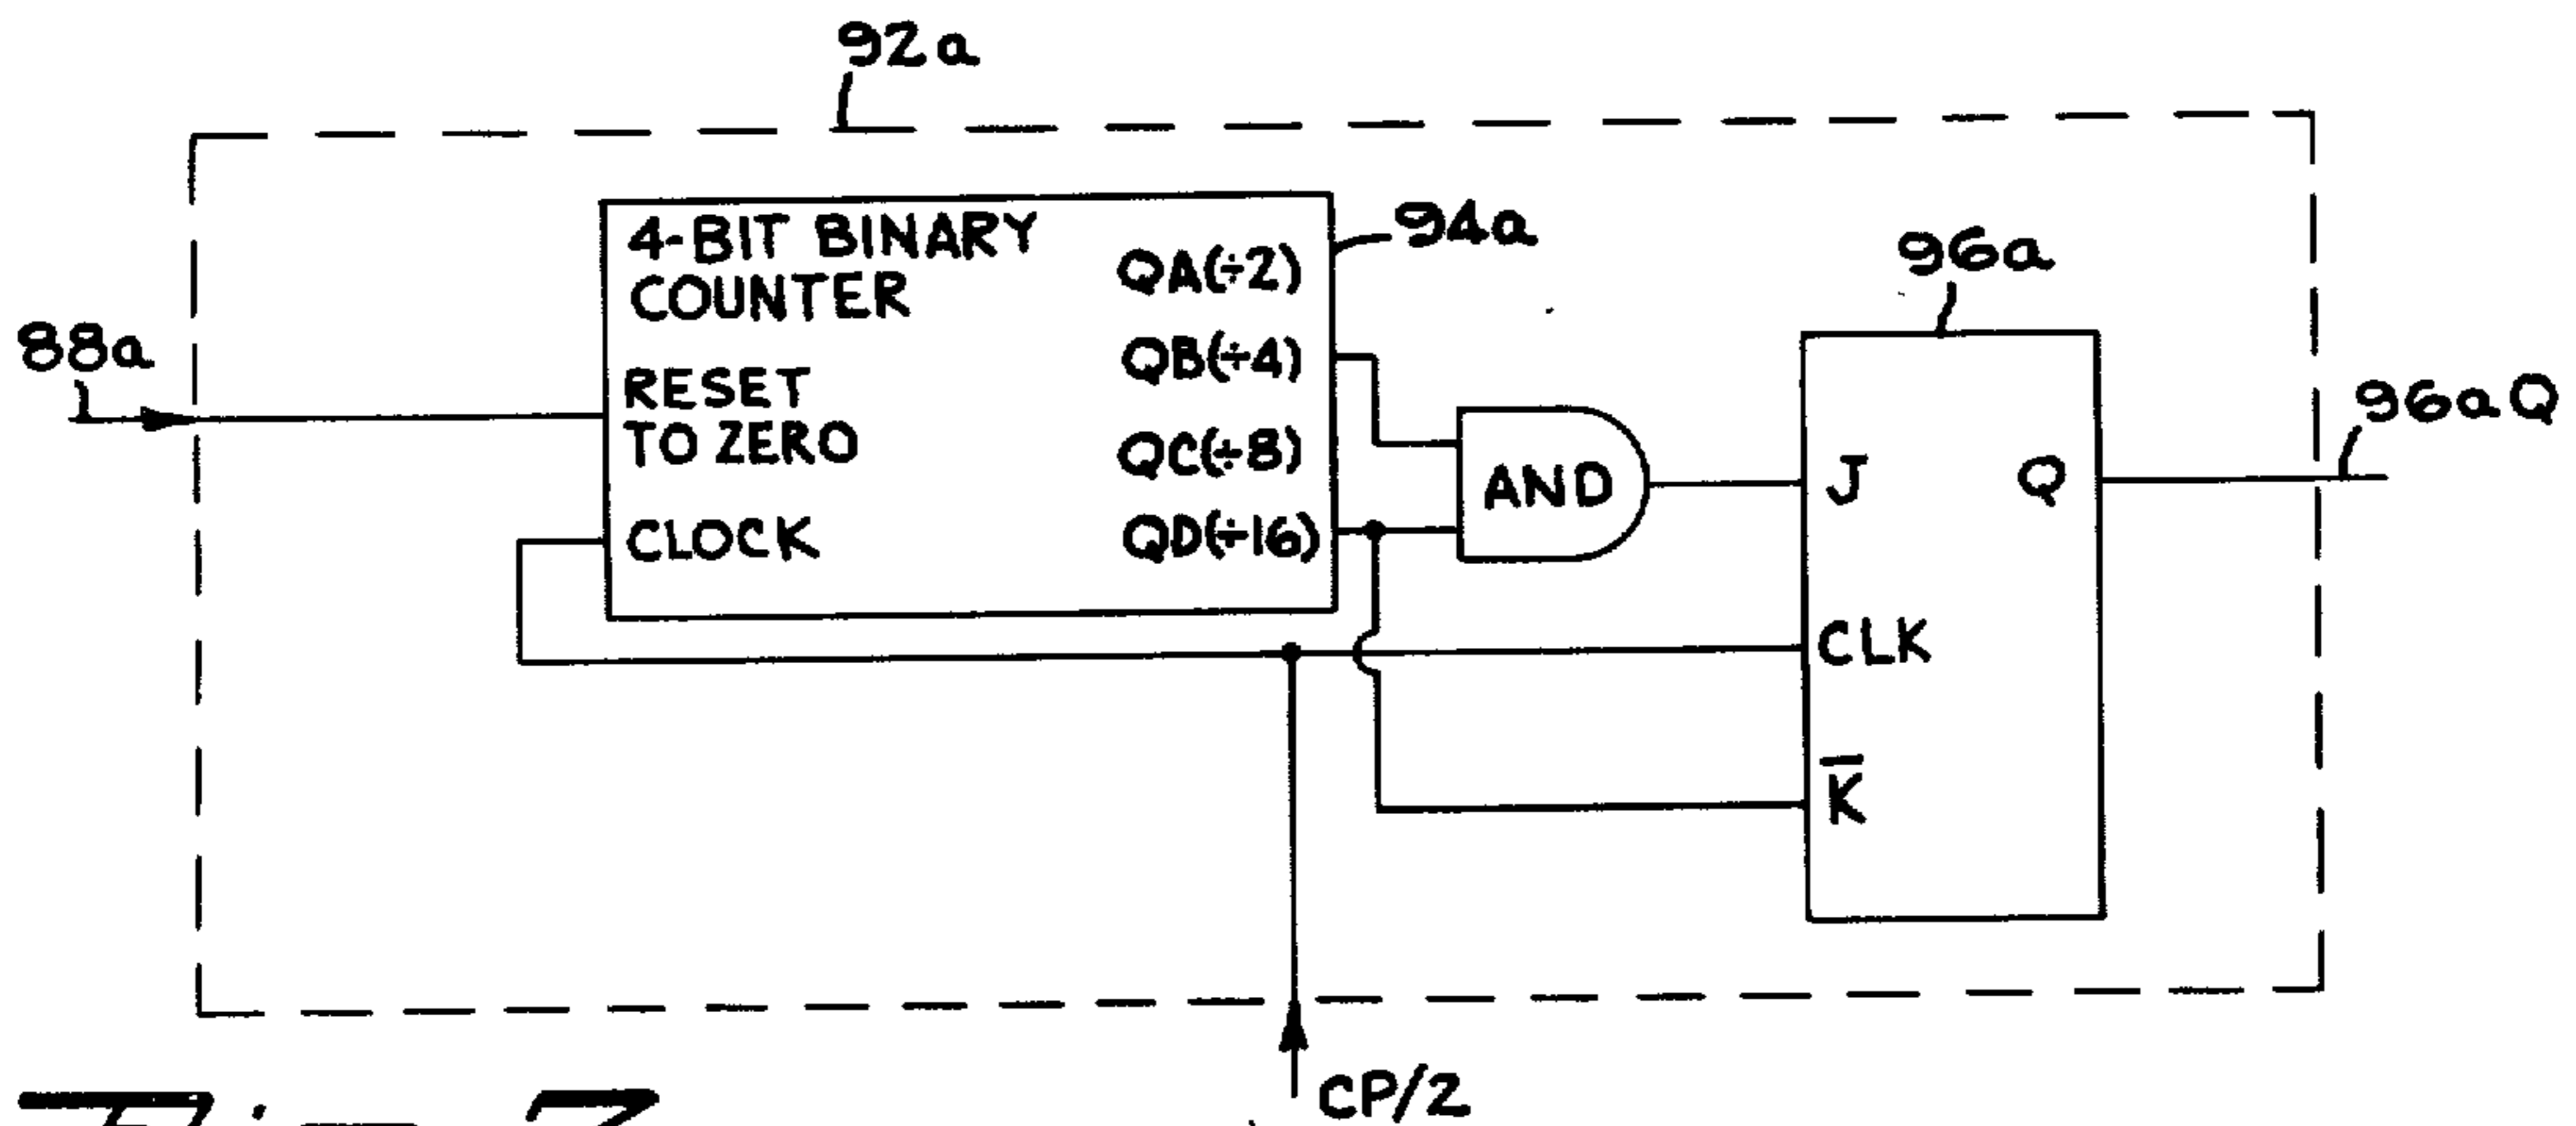 92a
4-BIT BINARY
COUNTER
QA(÷2)
94a
96a
88a
RESET
TO ZERO
QB(÷4)
96aQ
QC(÷8)
AND
J
Q
CLOCK
QD(÷16)
CLK
K̅
CP/2